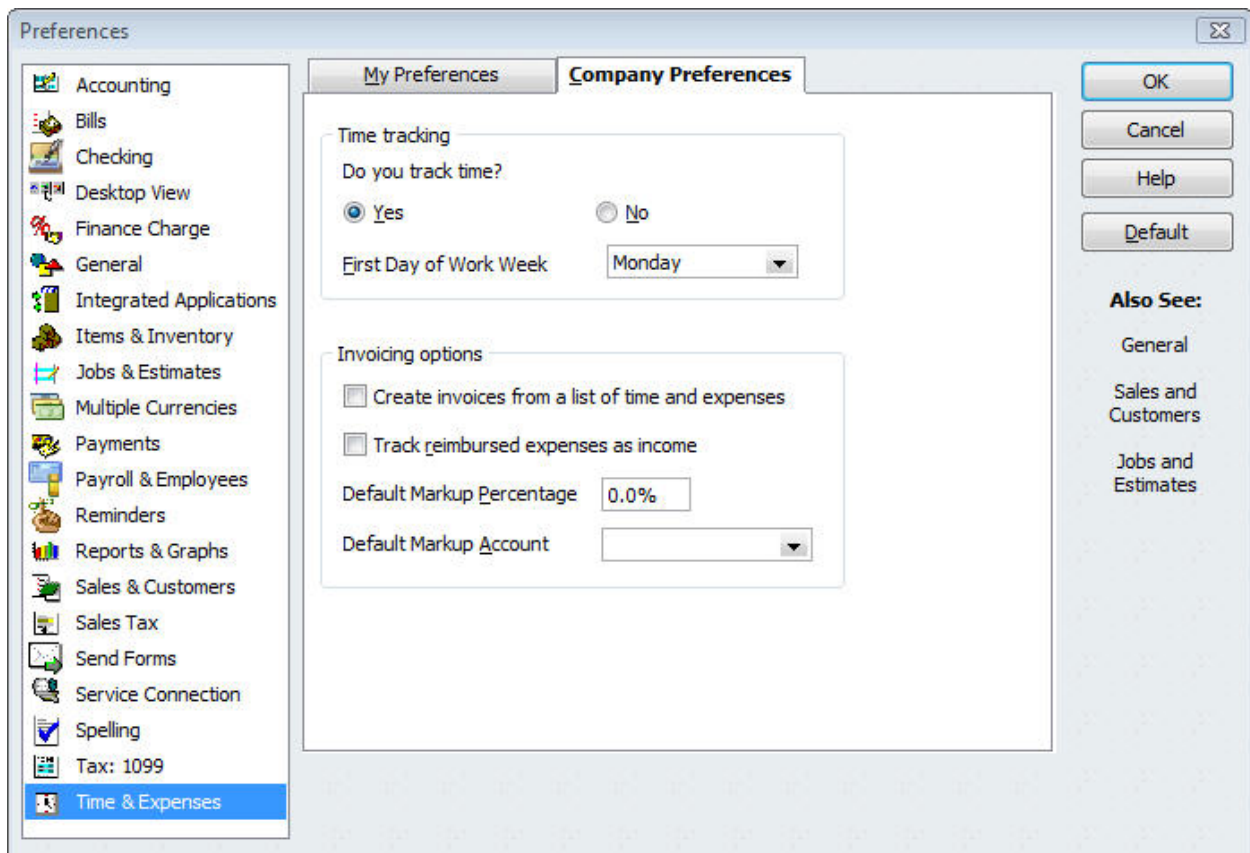 Preferences
Accounting
Bills
Checking
Desktop View
Finance Charge
General
Integrated Applications
Items & Inventory
Jobs & Estimates
Multiple Currencies
Payments
Payroll & Employees
Reminders
Reports & Graphs
Sales & Customers
Sales Tax
Send Forms
Service Connection
Spelling
Tax: 1099
Time & Expenses
My Preferences
Company Preferences
Time tracking
Do you track time?
Yes No
First Day of Work Week Monday
Invoicing options
Create invoices from a list of time and expenses
Track reimbursed expenses as income
Default Markup Percentage 0.0%
Default Markup Account
OK
Cancel
Help
Default
Also See:
General
Sales and
Customers
Jobs and
Estimates